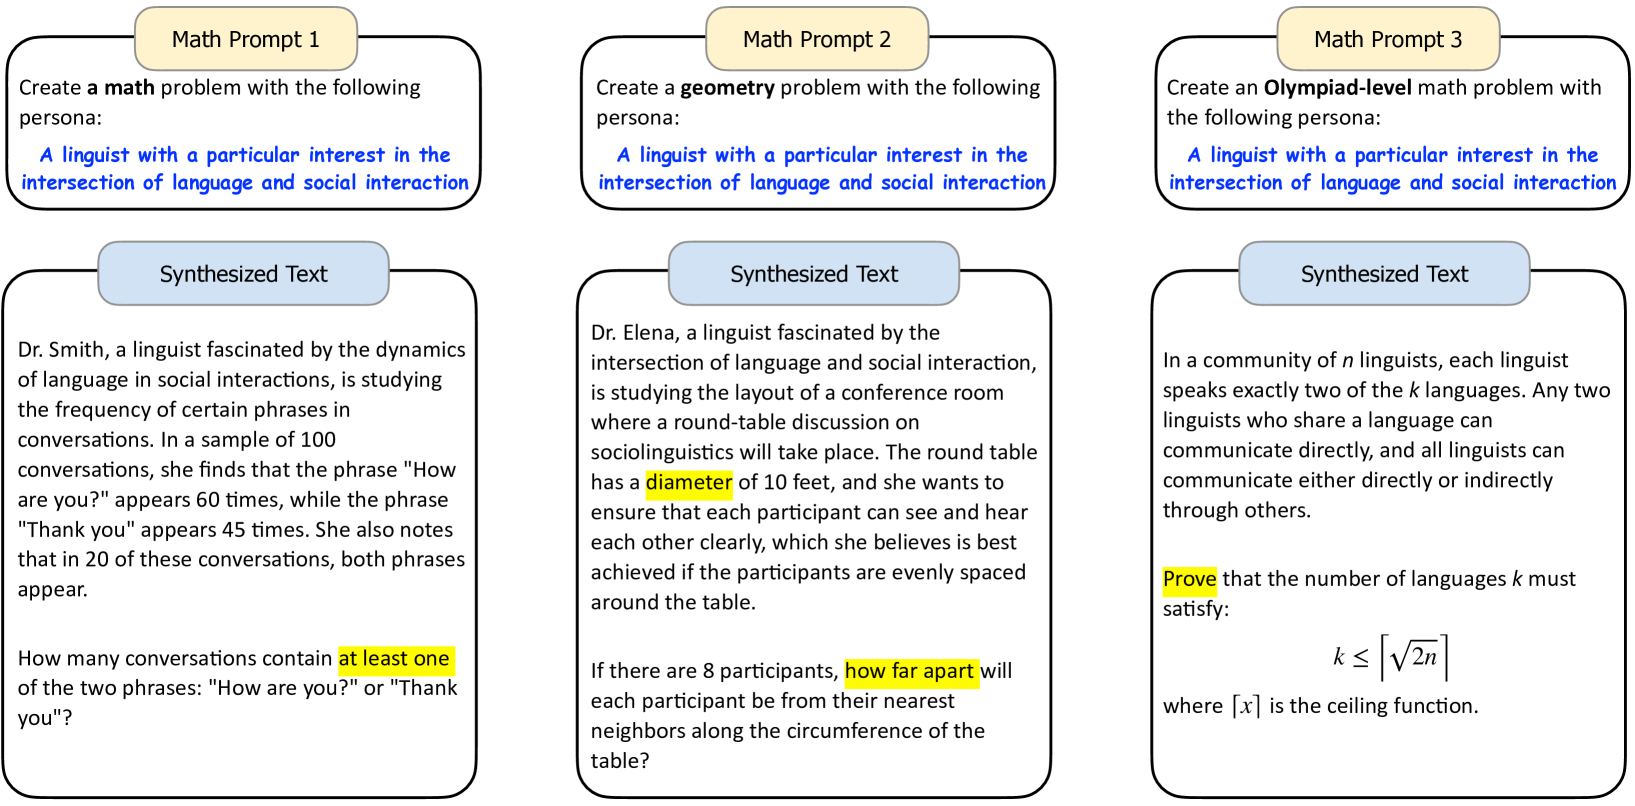 Math Prompt 1
Create a math problem with the following
persona:
A linguist with a particular interest in the
intersection of language and social interaction
Math Prompt 2
Create a geometry problem with the following
persona:
A linguist with a particular interest in the
intersection of language and social interaction
Math Prompt 3
Create an Olympiad-level math problem with
the following persona:
A linguist with a particular interest in the
intersection of language and social interaction
Synthesized Text
Dr. Smith, a linguist fascinated by the dynamics
of language in social interactions, is studying
the frequency of certain phrases in
conversations. In a sample of 100
conversations, she finds that the phrase "How
are you?" appears 60 times, while the phrase
"Thank you" appears 45 times. She also notes
that in 20 of these conversations, both phrases
appear.
How many conversations contain at least one
of the two phrases: "How are you?" or "Thank
you"?
Synthesized Text
Dr. Elena, a linguist fascinated by the
intersection of language and social interaction,
is studying the layout of a conference room
where a round-table discussion on
sociolinguistics will take place. The round table
has a diameter of 10 feet, and she wants to
ensure that each participant can see and hear
each other clearly, which she believes is best
achieved if the participants are evenly spaced
around the table.
If there are 8 participants, how far apart will
each participant be from their nearest
neighbors along the circumference of the
table?
Synthesized Text
In a community of n linguists, each linguist
speaks exactly two of the k languages. Any two
linguists who share a language can
communicate directly, and all linguists can
communicate either directly or indirectly
through others.
Prove that the number of languages k must
satisfy:
k ≤ ⌈√2n⌉
where ⌈x⌉ is the ceiling function.